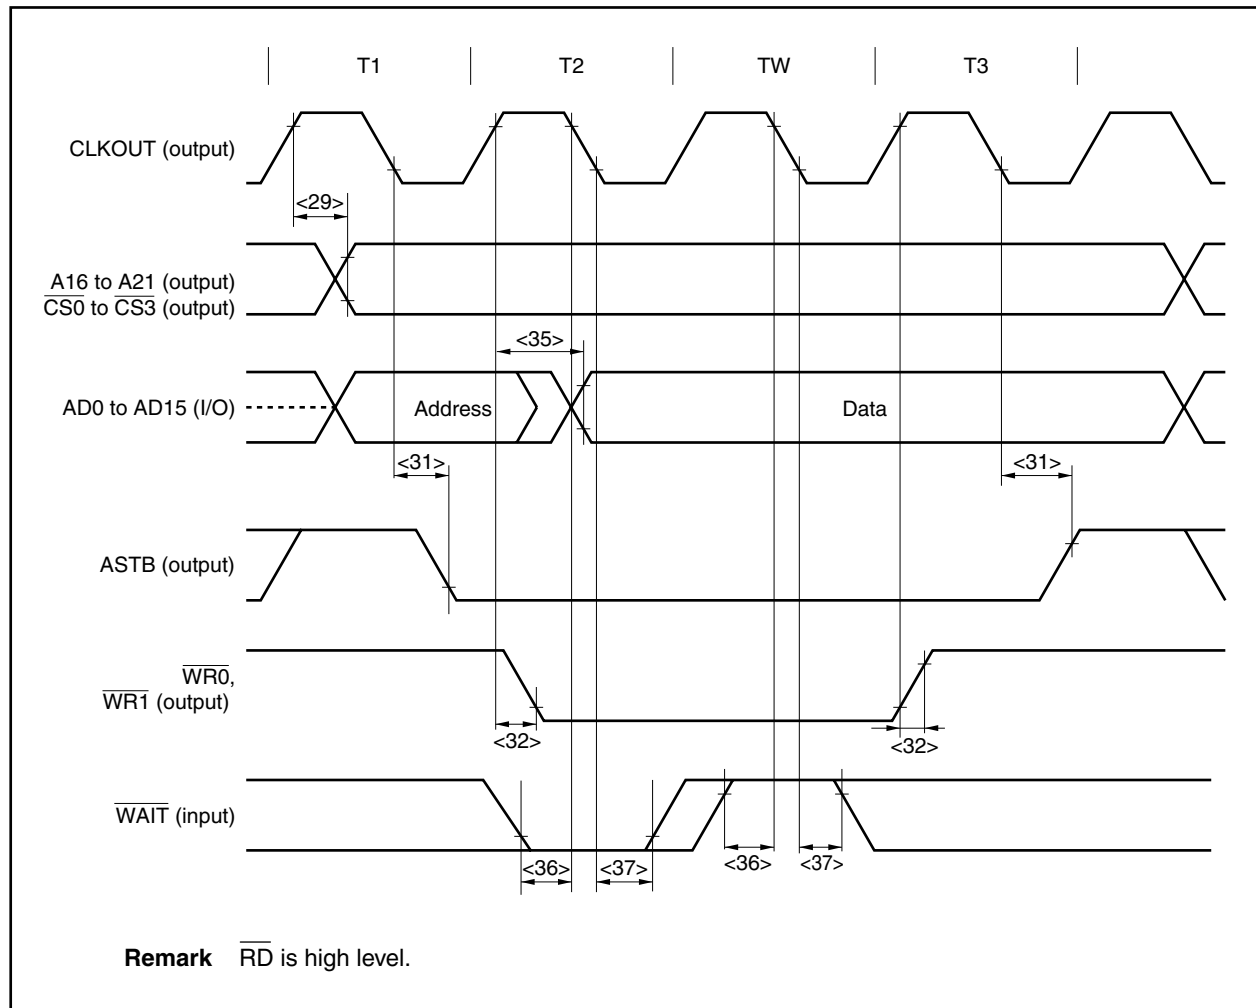 T1 T2 TW T3
CLKOUT (output)
<29>
A16 to A21 (output)
CS0 to CS3 (output)
<35>
AD0 to AD15 (I/O) Address Data
<31> <31>
ASTB (output)
WR0,
WR1 (output)
<32> <32>
WAIT (input)
<36> <37> <36> <37>
Remark RD is high level.